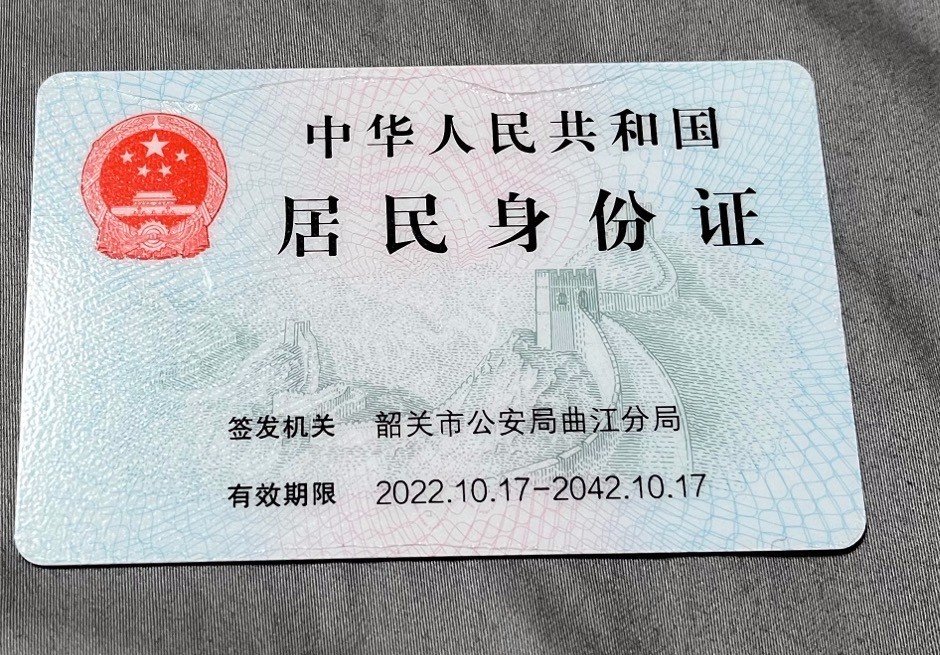 中华人民共和国
居民身份证
签发机关 韶关市公安局曲江分局
有效期限 2022.10.17-2042.10.17